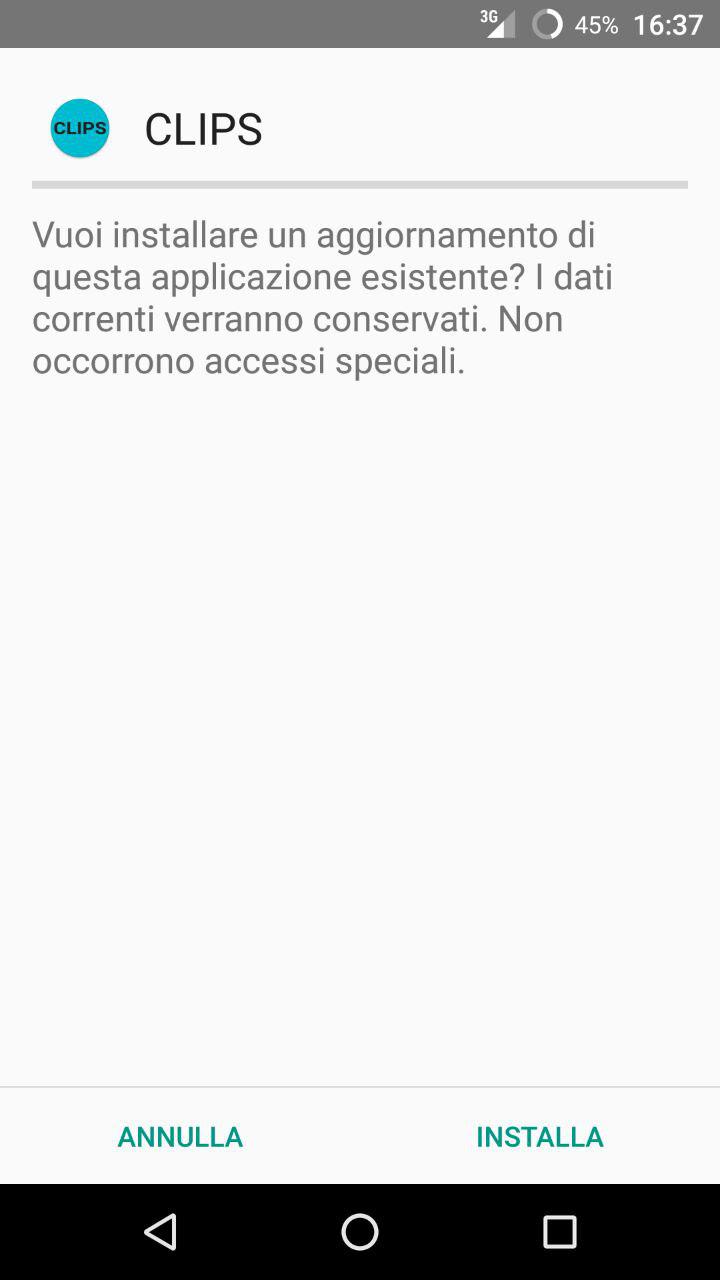 3G 45% 16:37
CLIPS CLIPS
Vuoi installare un aggiornamento di
questa applicazione esistente? I dati
correnti verranno conservati. Non
occorrono accessi speciali.
ANNULLA INSTALLA